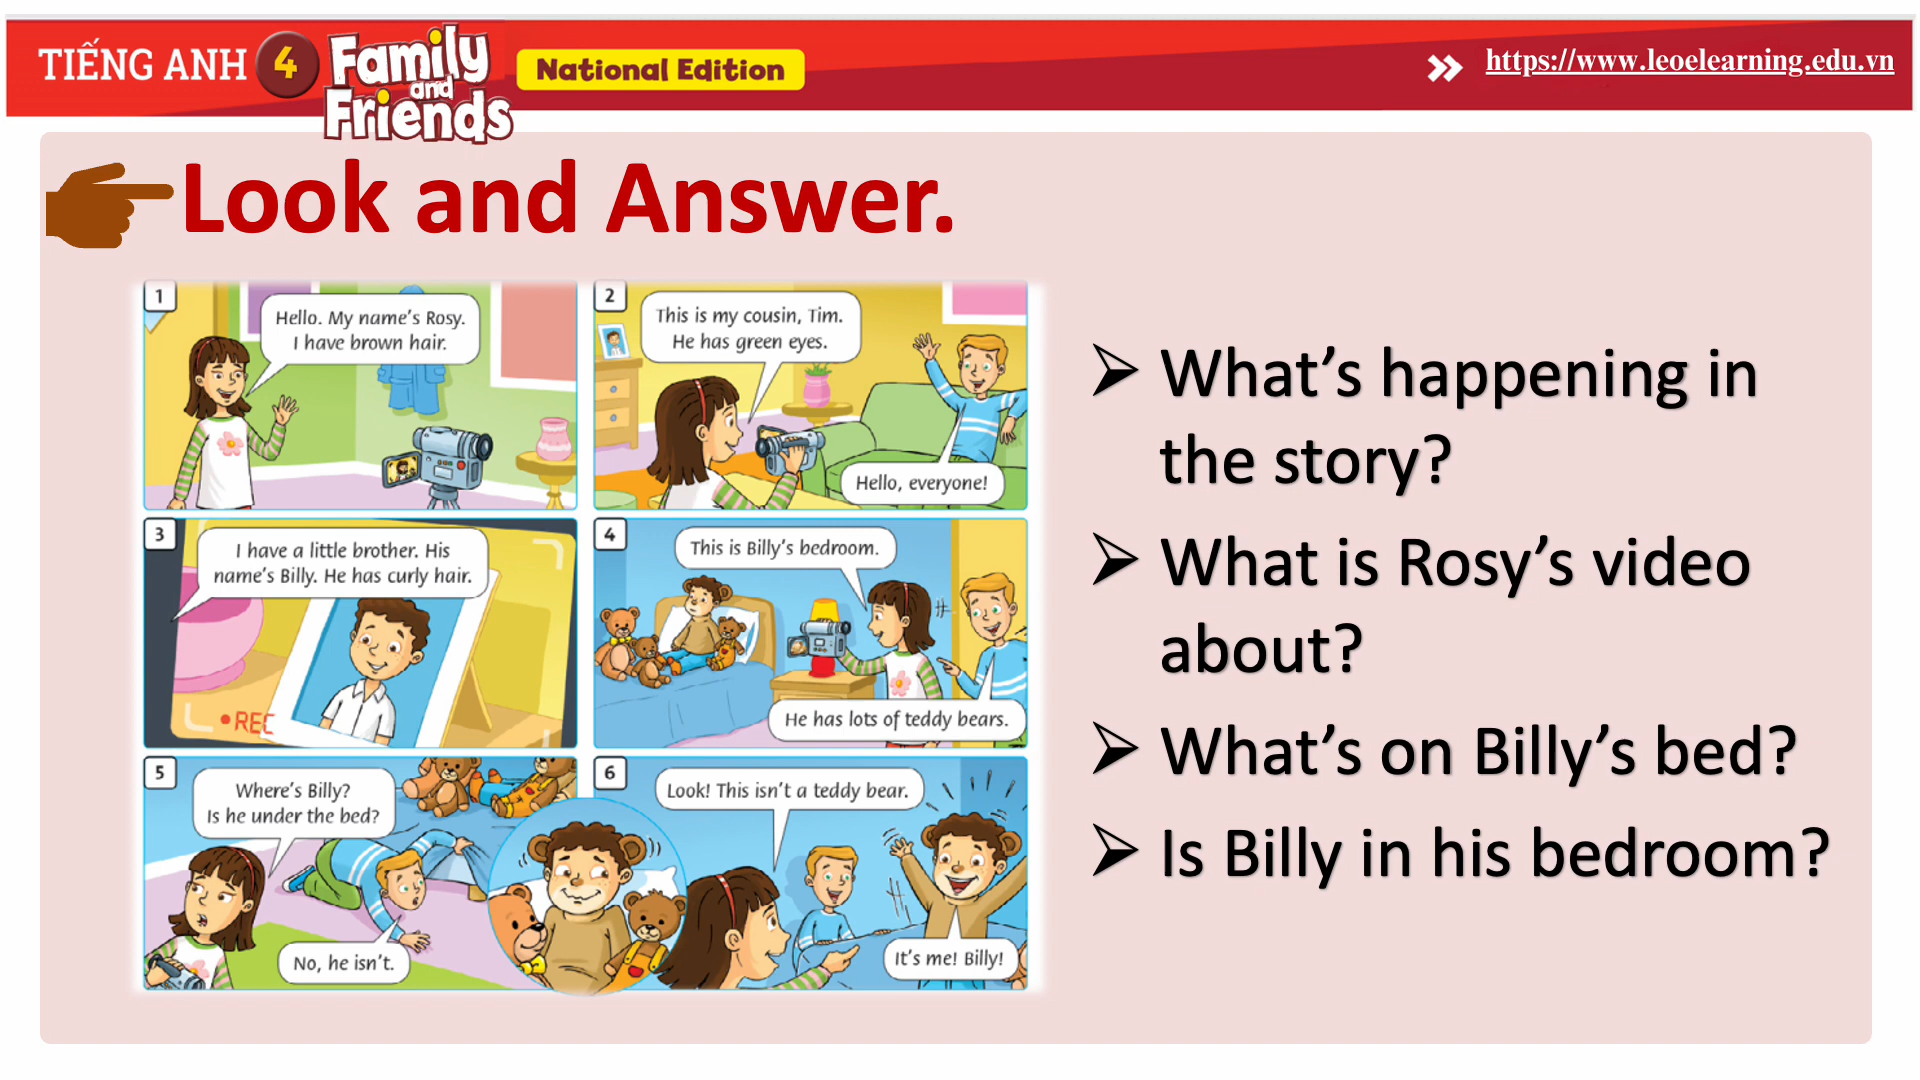 TIẾNG ANH 4 Family and Friends National Edition
https://www.leoelearning.edu.vn
Look and Answer.
1
Hello. My name's Rosy.
I have brown hair.
2
This is my cousin, Tim.
He has green eyes.
Hello, everyone!
3
I have a little brother. His
name's Billy. He has curly hair.
REC
4
This is Billy's bedroom.
He has lots of teddy bears.
5
Where's Billy?
Is he under the bed?
No, he isn't.
6
Look! This isn't a teddy bear.
It's me! Billy!
What's happening in
the story?
What is Rosy's video
about?
What's on Billy's bed?
Is Billy in his bedroom?